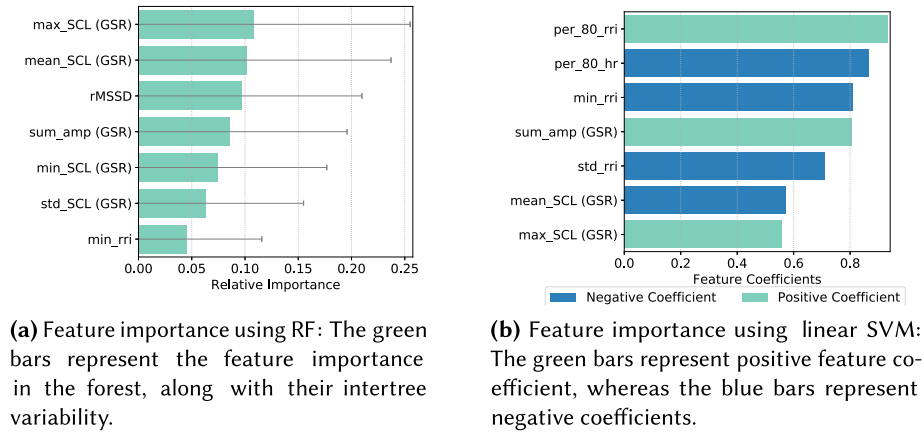 max_SCL (GSR)
mean_SCL (GSR)
rMSSD
sum_amp (GSR)
min_SCL (GSR)
std_SCL (GSR)
min_rri
0.00 0.05 0.10 0.15 0.20 0.25
Relative Importance
per_80_rri
per_80_hr
min_rri
sum_amp (GSR)
std_rri
mean_SCL (GSR)
max_SCL (GSR)
0.0 0.2 0.4 0.6 0.8
Feature Coefficients
Negative Coefficient Positive Coefficient
(a) Feature importance using RF: The green
bars represent the feature importance
in the forest, along with their intertree
variability.
(b) Feature importance using linear SVM:
The green bars represent positive feature co-
efficient, whereas the blue bars represent
negative coefficients.